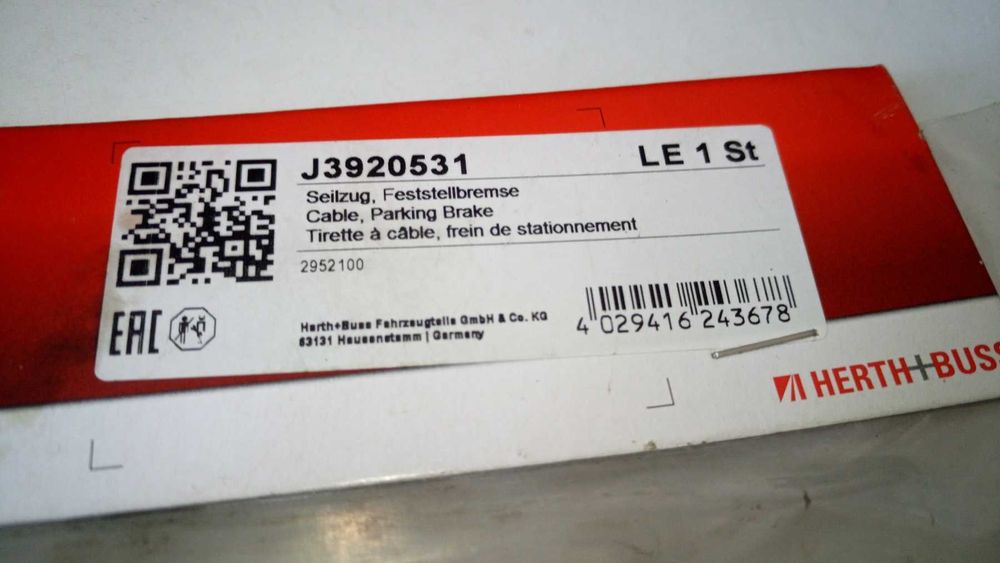 J3920531
LE 1 St
Seilzug, Feststellbremse
Cable, Parking Brake
Tirette à câble, frein de stationnement
2952100
EAC
Herth+Buss Fahrzeugteile GmbH & Co. KG
63131 Heusenstamm | Germany
4 029416 243678
HERTH+BUSS